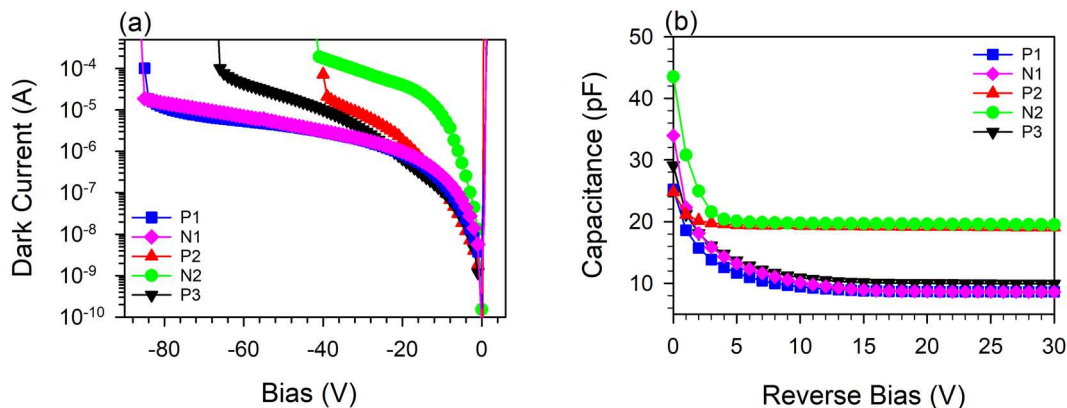 (a)
Dark Current (A)
10⁻⁴
10⁻⁵
10⁻⁶
10⁻⁷
10⁻⁸
10⁻⁹
10⁻¹⁰
P1
N1
P2
N2
P3
-80
-60
-40
-20
0
Bias (V)
(b)
Capacitance (pF)
50
40
30
20
10
P1
N1
P2
N2
P3
0
5
10
15
20
25
30
Reverse Bias (V)